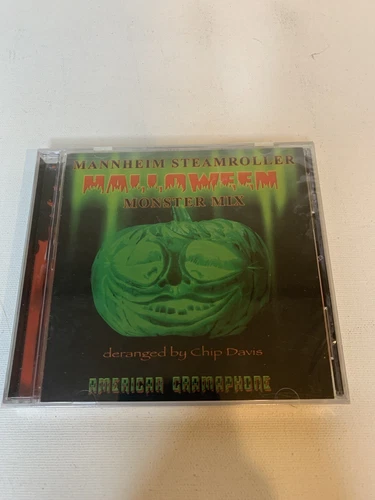 MANNHEIM STEAMROLLER
HALLOWEEN
MONSTER MIX
deranged by Chip Davis
AMERICAN GRAMAPHONE